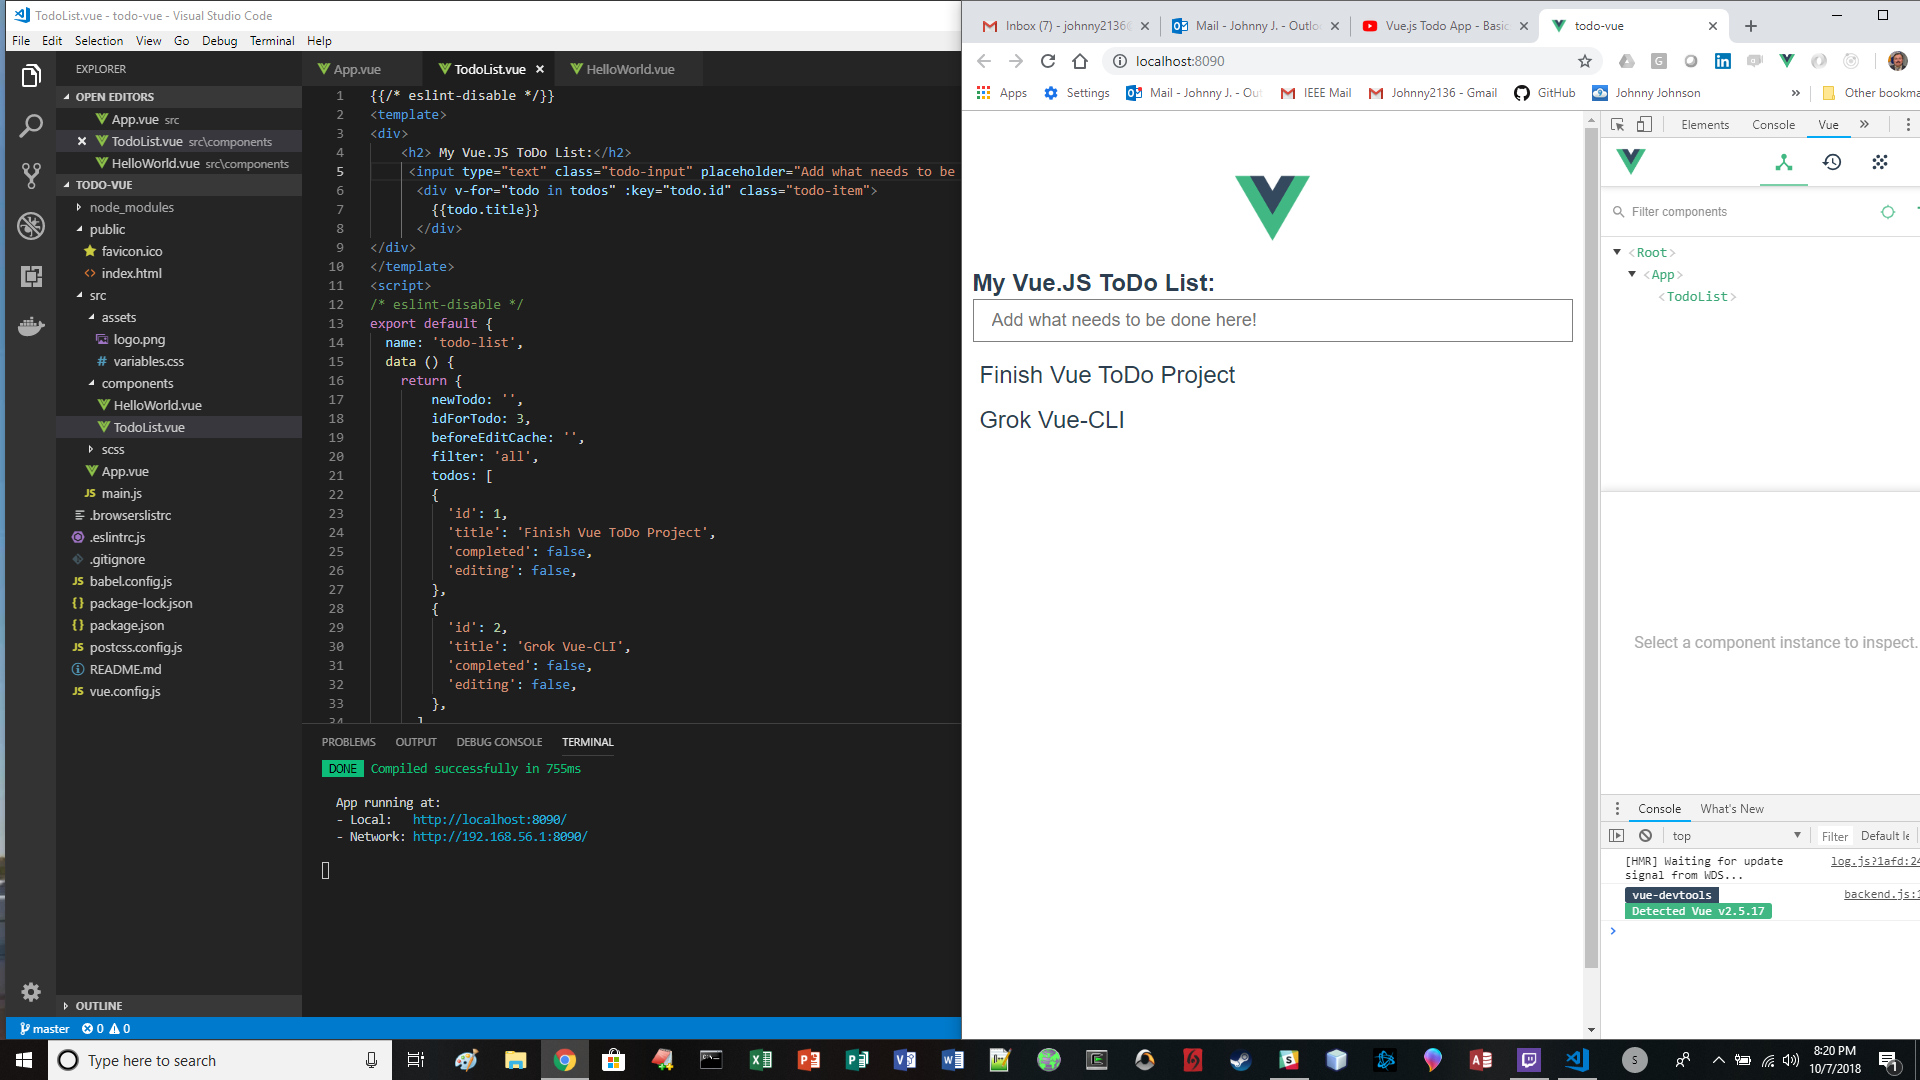 TodoList.vue - todo-vue - Visual Studio Code
File Edit Selection View Go Debug Terminal Help
EXPLORER
OPEN EDITORS
App.vue src
TodoList.vue src\components
HelloWorld.vue src\components
TODO-VUE
node_modules
public
favicon.ico
index.html
src
assets
logo.png
variables.css
components
HelloWorld.vue
TodoList.vue
scss
App.vue
JS main.js
.browserslistrc
.eslintrc.js
.gitignore
JS babel.config.js
{} package-lock.json
{} package.json
JS postcss.config.js
README.md
JS vue.config.js
OUTLINE
master 0 0
App.vue TodoList.vue HelloWorld.vue
1 {{/* eslint-disable */}}
2 <template>
3 <div>
4 <h2> My Vue.JS ToDo List:</h2>
5 <input type="text" class="todo-input" placeholder="Add what needs to be
6 <div v-for="todo in todos" :key="todo.id" class="todo-item">
7 {{todo.title}}
8 </div>
9 </div>
10 </template>
11 <script>
12 /* eslint-disable */
13 export default {
14 name: 'todo-list',
15 data () {
16 return {
17 newTodo: '',
18 idForTodo: 3,
19 beforeEditCache: '',
20 filter: 'all',
21 todos: [
22 {
23 'id': 1,
24 'title': 'Finish Vue ToDo Project',
25 'completed': false,
26 'editing': false,
27 },
28 {
29 'id': 2,
30 'title': 'Grok Vue-CLI',
31 'completed': false,
32 'editing': false,
33 },
34 ]
PROBLEMS OUTPUT DEBUG CONSOLE TERMINAL
DONE Compiled successfully in 755ms
App running at:
- Local: http://localhost:8090/
- Network: http://192.168.56.1:8090/
Inbox (7) - johnny2136 Mail - Johnny J. - Outlo Vue.js Todo App - Basic todo-vue
localhost:8090
Apps Settings Mail - Johnny J. - Out IEEE Mail Johnny2136 - Gmail GitHub Johnny Johnson » Other bookma
My Vue.JS ToDo List:
Add what needs to be done here!
Finish Vue ToDo Project
Grok Vue-CLI
Elements Console Vue »
Filter components
<Root>
<App>
<TodoList>
Select a component instance to inspect.
Console What's New
top Filter Default le
[HMR] Waiting for update log.js?1afd:24
signal from WDS...
vue-devtools backend.js:1
Detected Vue v2.5.17
Type here to search
8:20 PM
10/7/2018